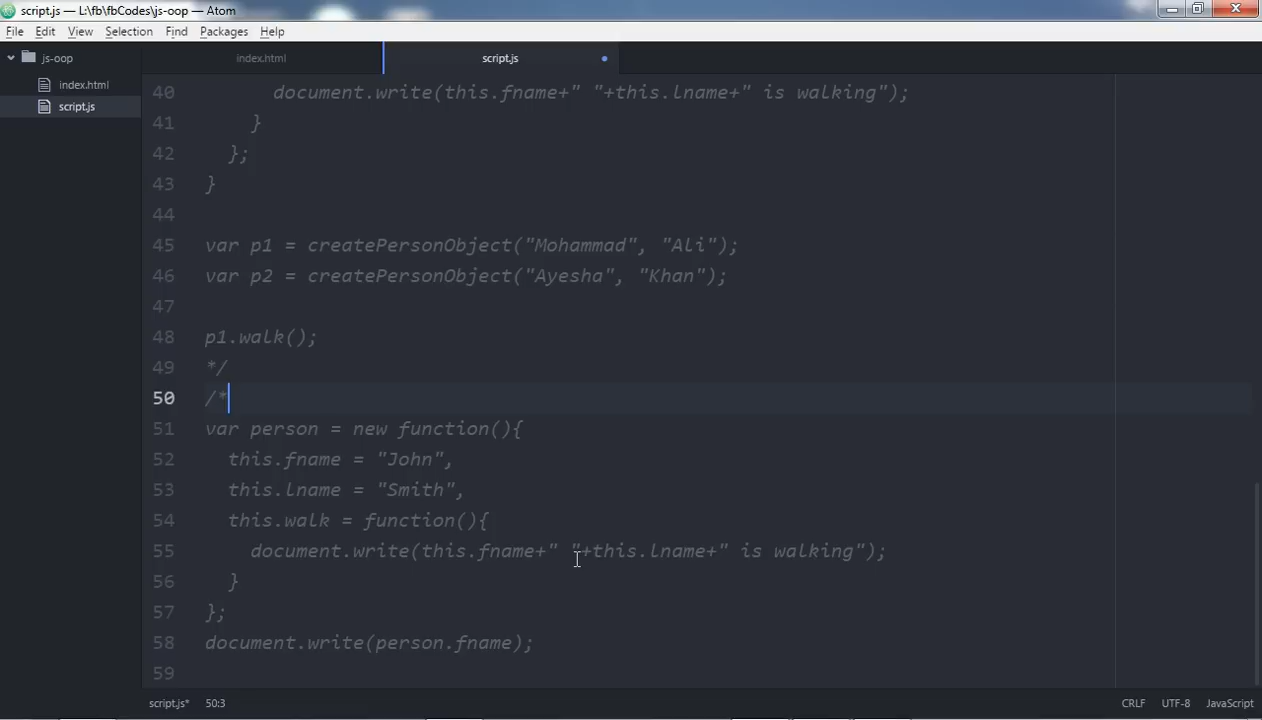 script.js — L:\fb\fbCodes\js-oop — Atom
File Edit View Selection Find Packages Help
js-oop
index.html
script.js
index.html
script.js
40 document.write(this.fname+" "+this.lname+" is walking");
41 }
42 };
43 }
44
45 var p1 = createPersonObject("Mohammad", "Ali");
46 var p2 = createPersonObject("Ayesha", "Khan");
47
48 p1.walk();
49 */
50 /*
51 var person = new function(){
52 this.fname = "John",
53 this.lname = "Smith",
54 this.walk = function(){
55 document.write(this.fname+" "+this.lname+" is walking");
56 }
57 };
58 document.write(person.fname);
59
script.js* 50:3 CRLF UTF-8 JavaScript